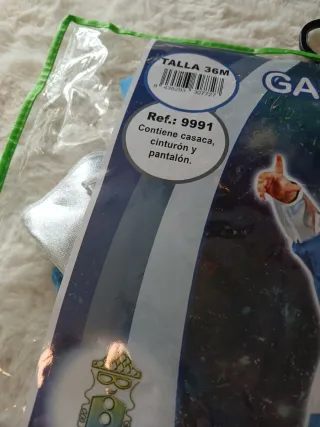 TALLA 36M
GA
Ref.: 9991
Contiene casaca,
cinturón y
pantalón.